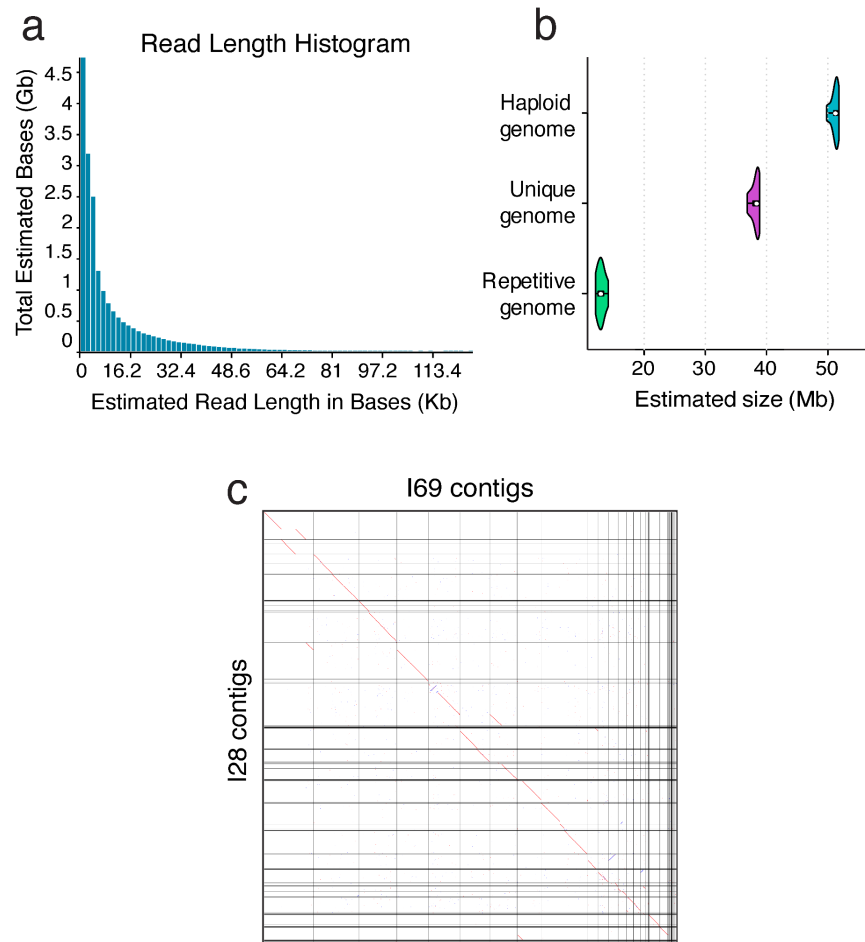 a
Read Length Histogram
Total Estimated Bases (Gb)
4.5
4
3.5
3
2.5
2
1.5
1
0.5
0
0 16.2 32.4 48.6 64.2 81 97.2 113.4
Estimated Read Length in Bases (Kb)
b
Haploid
genome
Unique
genome
Repetitive
genome
20 30 40 50
Estimated size (Mb)
c
I69 contigs
I28 contigs